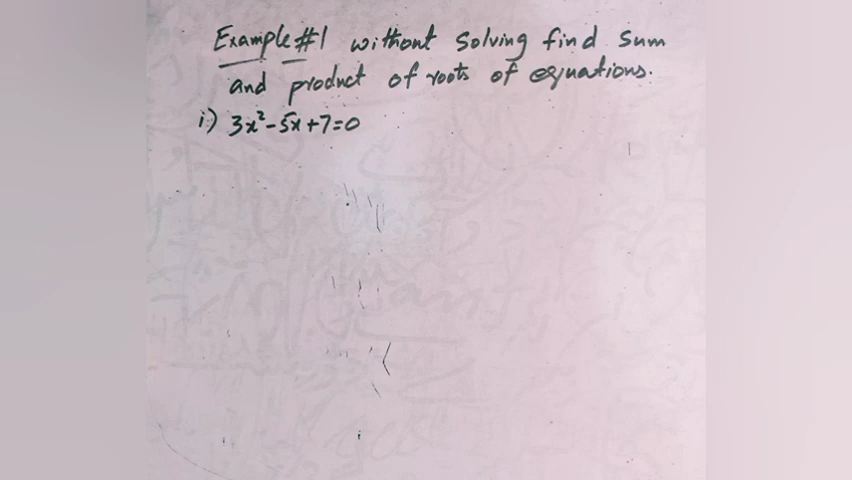 Example #1 without solving find sum
and product of roots of equations.
i) 3x²-5x+7=0